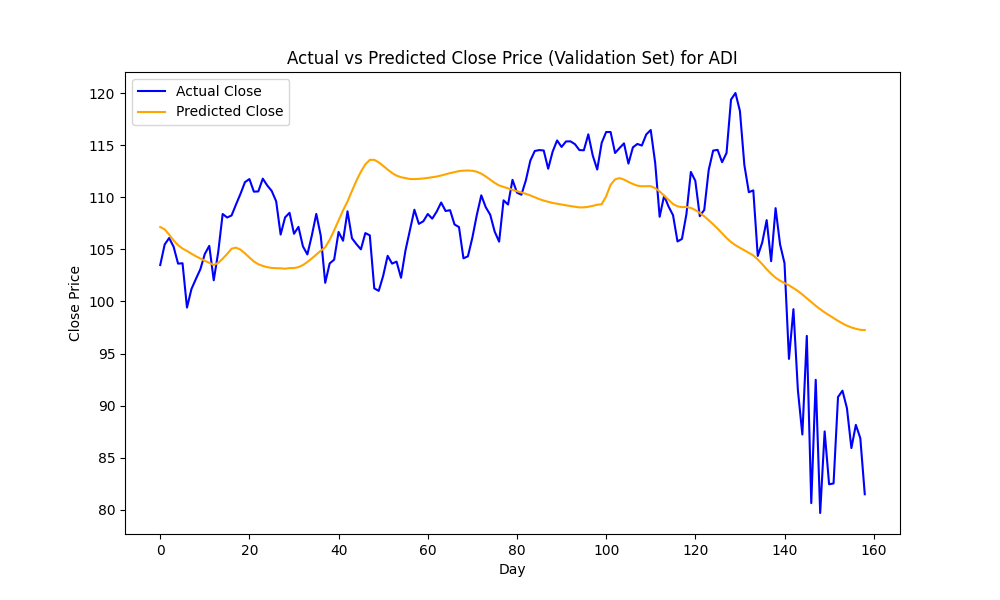 Actual vs Predicted Close Price (Validation Set) for ADI
Actual Close
Predicted Close
Close Price
120
115
110
105
100
95
90
85
80
0 20 40 60 80 100 120 140 160
Day